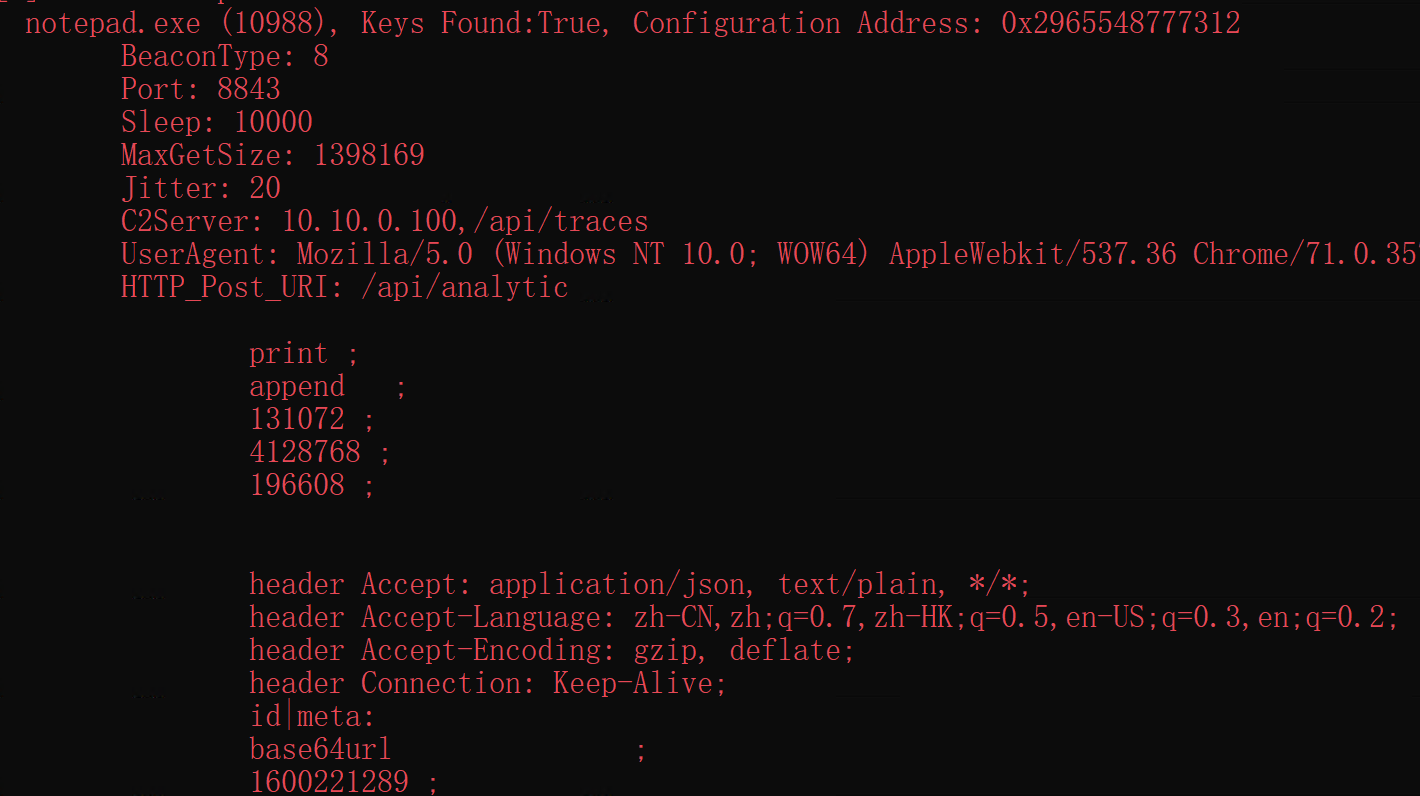 notepad.exe (10988), Keys Found:True, Configuration Address: 0x2965548777312
BeaconType: 8
Port: 8843
Sleep: 10000
MaxGetSize: 1398169
Jitter: 20
C2Server: 10.10.0.100,/api/traces
UserAgent: Mozilla/5.0 (Windows NT 10.0; WOW64) AppleWebkit/537.36 Chrome/71.0.35
HTTP_Post_URI: /api/analytic
print ;
append ;
131072 ;
4128768 ;
196608 ;
header Accept: application/json, text/plain, */*;
header Accept-Language: zh-CN,zh;q=0.7,zh-HK;q=0.5,en-US;q=0.3,en;q=0.2;
header Accept-Encoding: gzip, deflate;
header Connection: Keep-Alive;
id|meta:
base64url ;
1600221289 ;